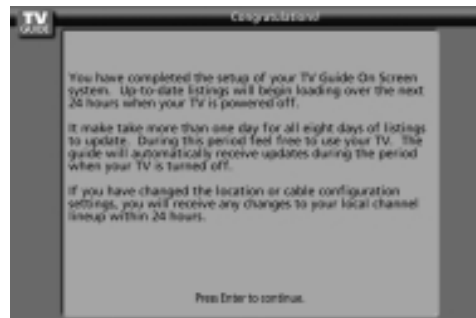 TV
GUIDE
Congratulations!
You have completed the setup of your TV Guide On Screen
system. Up-to-date listings will begin loading over the next
24 hours when your TV is powered off.
It make take more than one day for all eight days of listings
to update. During this period feel free to use your TV. The
guide will automatically receive updates during the period
when your TV is turned off.
If you have changed the location or cable configuration
settings, you will receive any changes to your local channel
lineup within 24 hours.
Press Enter to continue.